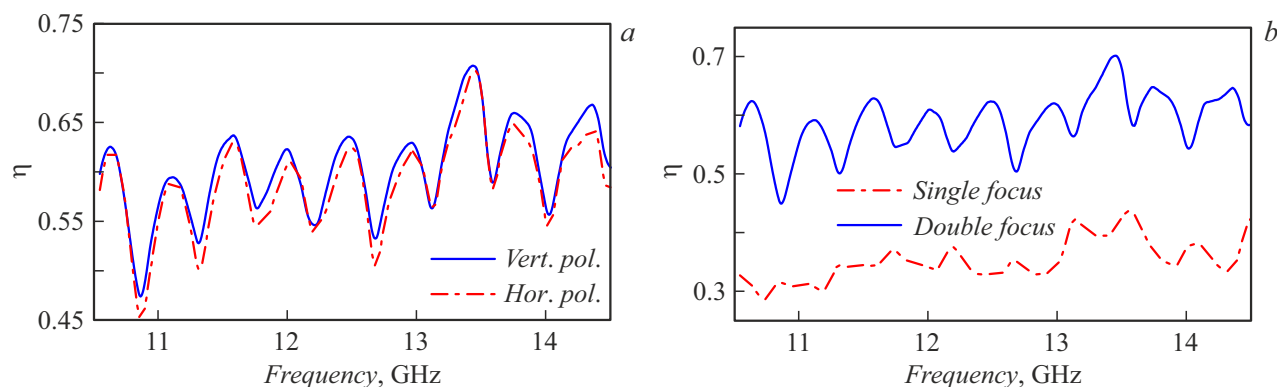 a
0.75
0.65
0.55
0.45
η
11
12
13
14
Frequency, GHz
Vert. pol.
Hor. pol.
b
0.7
0.5
0.3
η
11
12
13
14
Frequency, GHz
Single focus
Double focus